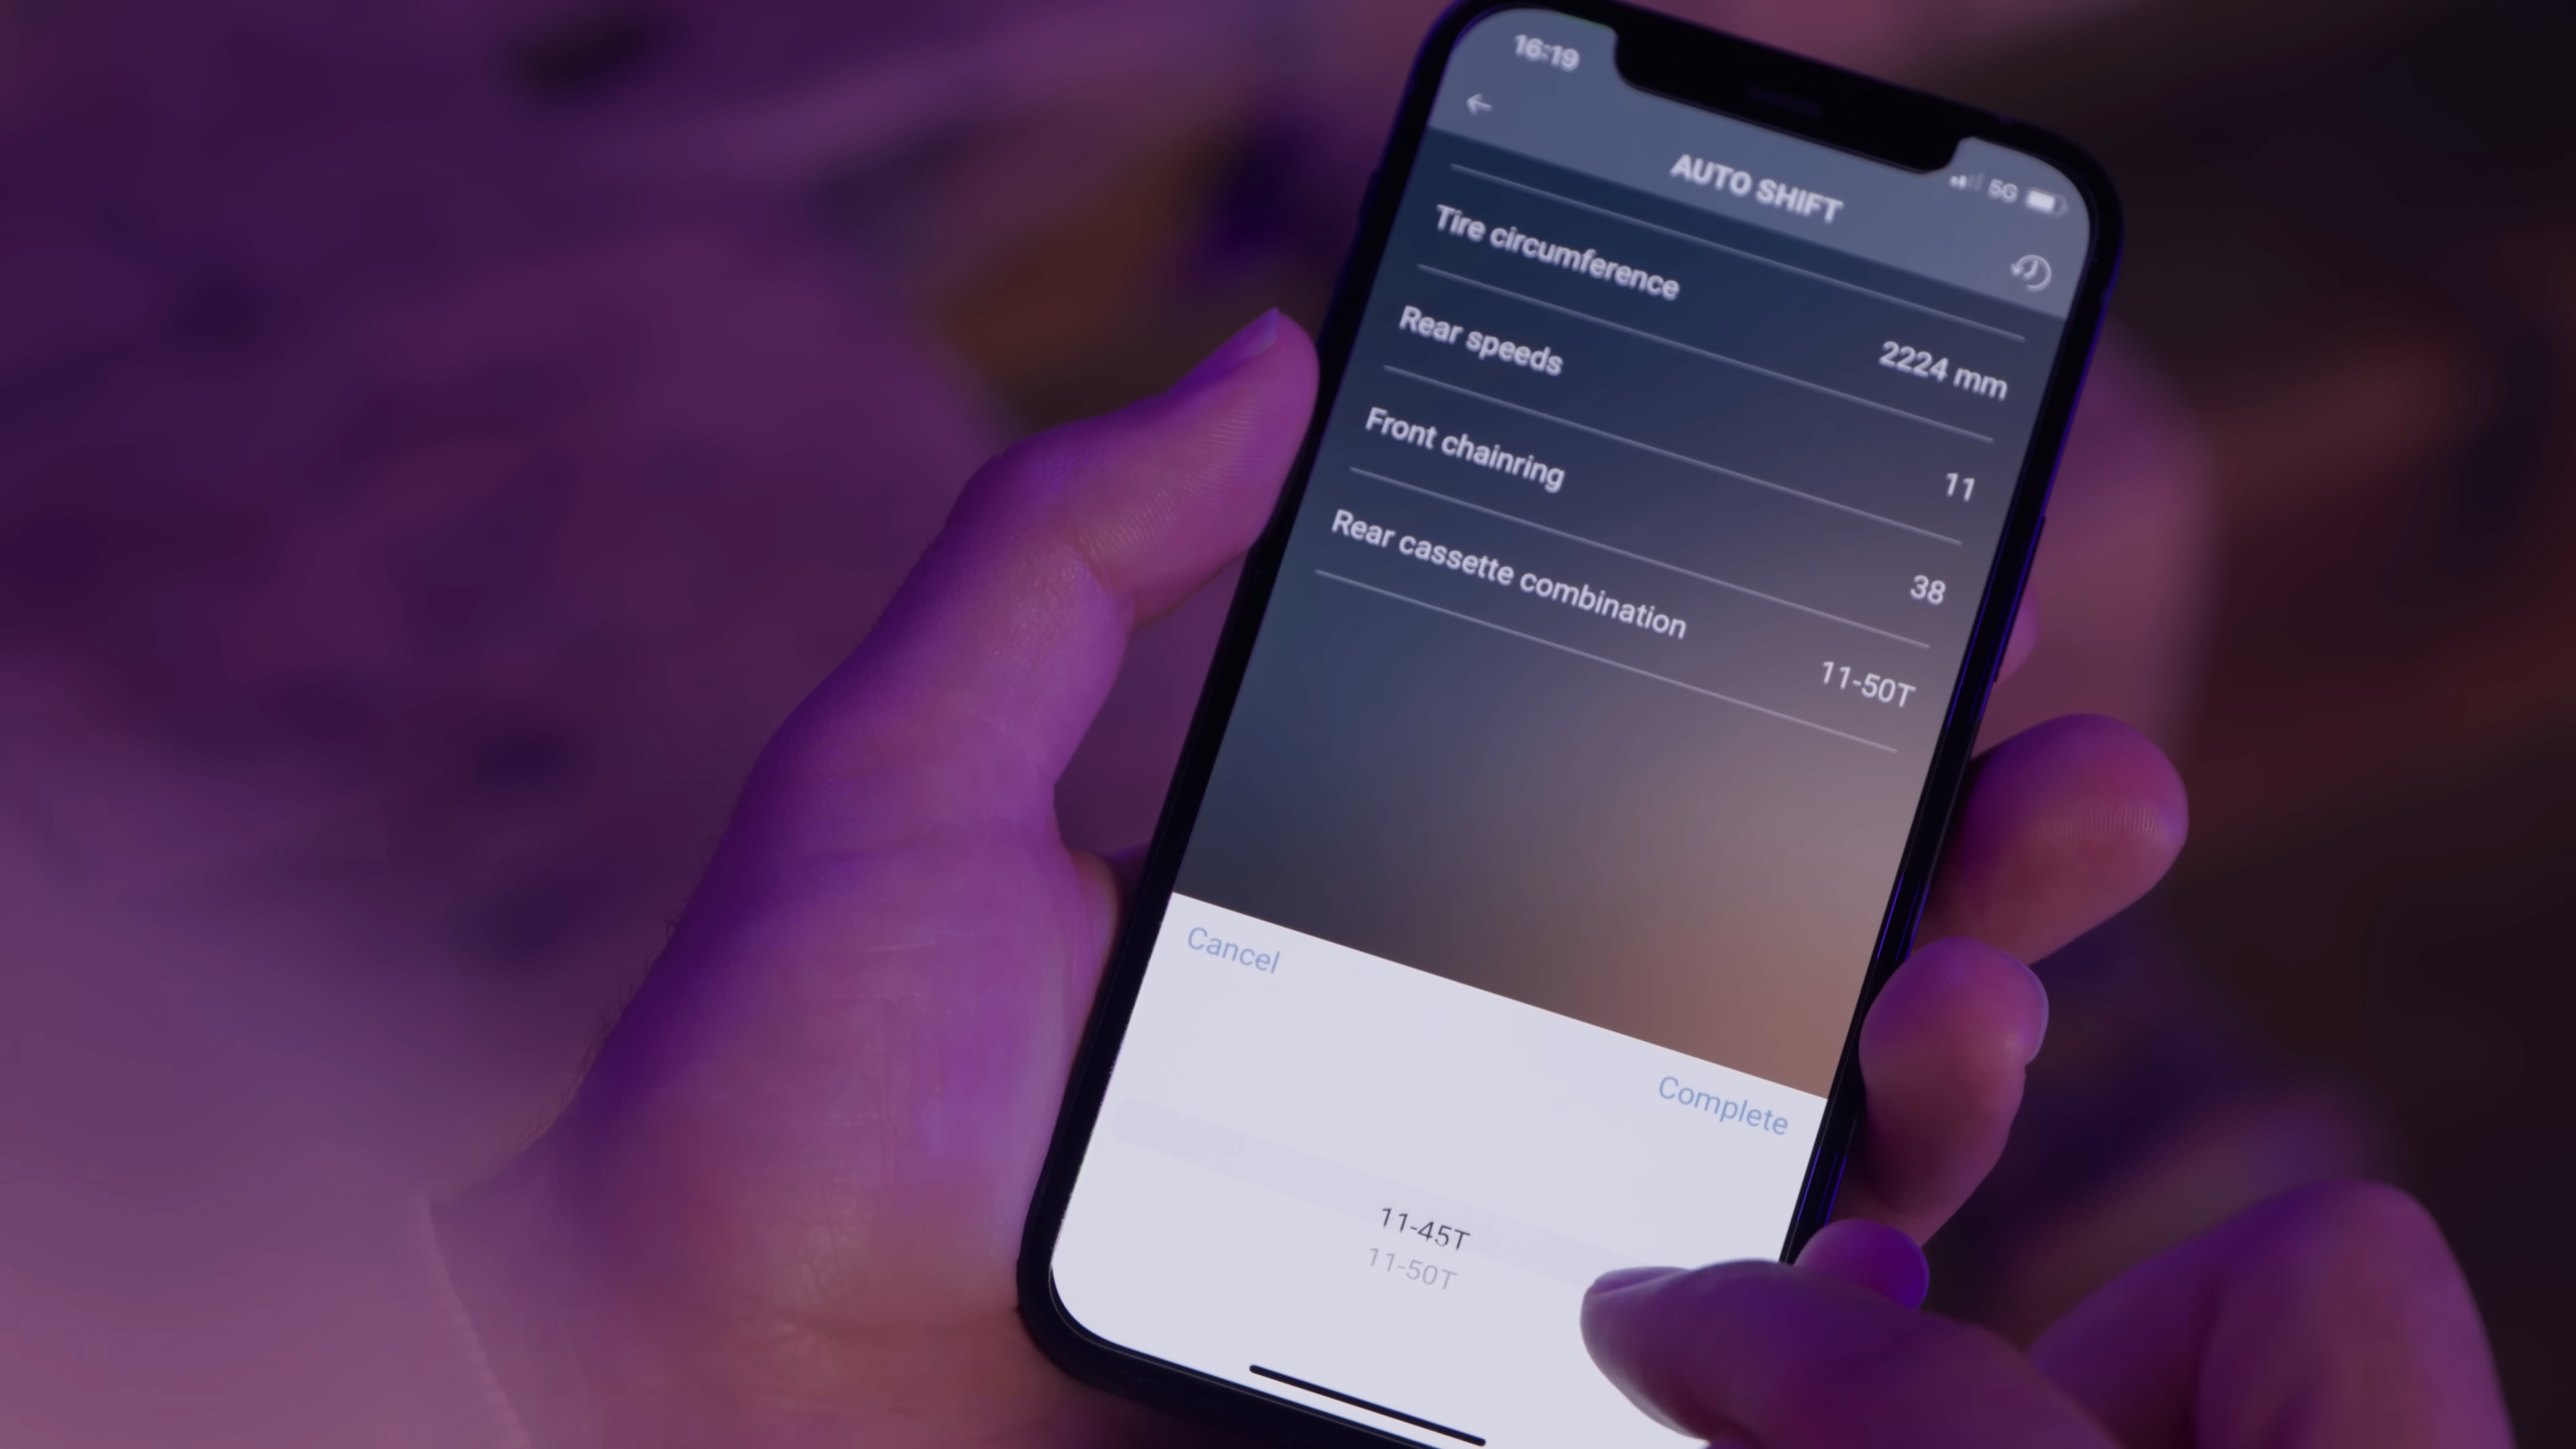 16:19
5G
AUTO SHIFT
Tire circumference
2224 mm
Rear speeds
11
Front chainring
38
Rear cassette combination
11-50T
Cancel
Complete
11-45T
11-50T